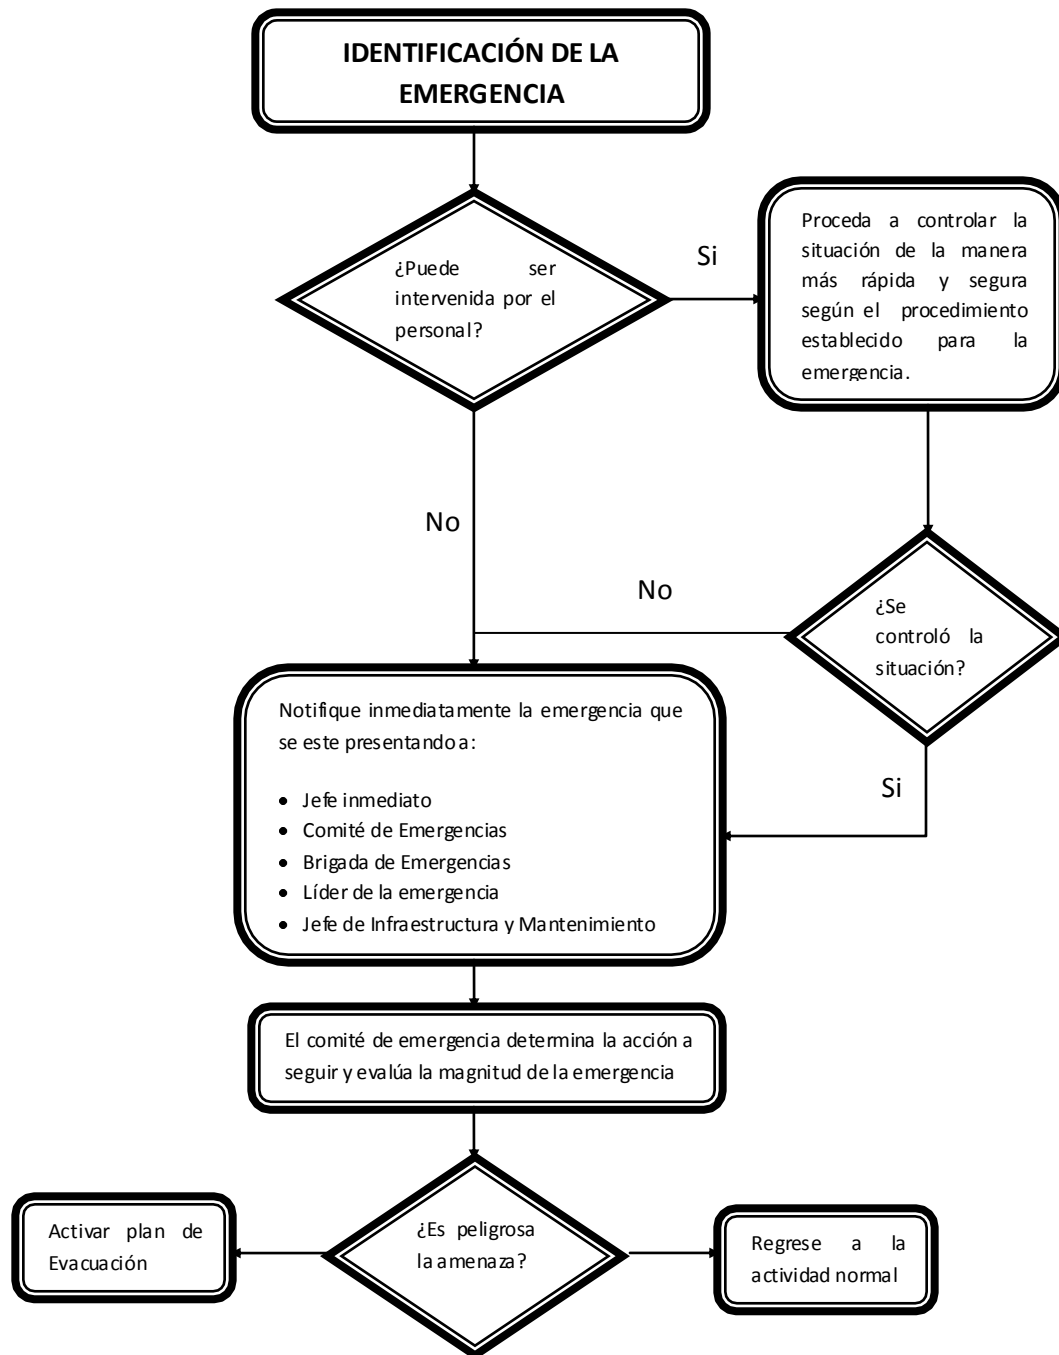 IDENTIFICACIÓN DE LA
EMERGENCIA
¿Puede ser
intervenida por el
personal?
Si
Proceda a controlar la
situación de la manera
más rápida y segura
según el procedimiento
establecido para la
emergencia.
No
No
¿Se
controló la
situación?
Si
Notifique inmediatamente la emergencia que
se este presentando a:
• Jefe inmediato
• Comité de Emergencias
• Brigada de Emergencias
• Líder de la emergencia
• Jefe de Infraestructura y Mantenimiento
El comité de emergencia determina la acción a
seguir y evalúa la magnitud de la emergencia
¿Es peligrosa
la amenaza?
Activar plan de
Evacuación
Regrese a la
actividad normal